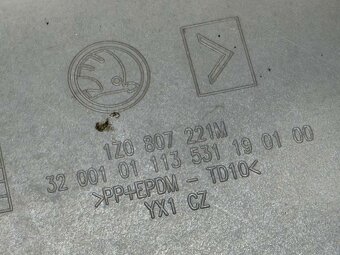 1Z0 807 221M
32 001 01 113 531 19 01 00
>PP+EPDM - TD10<
YX1 CZ